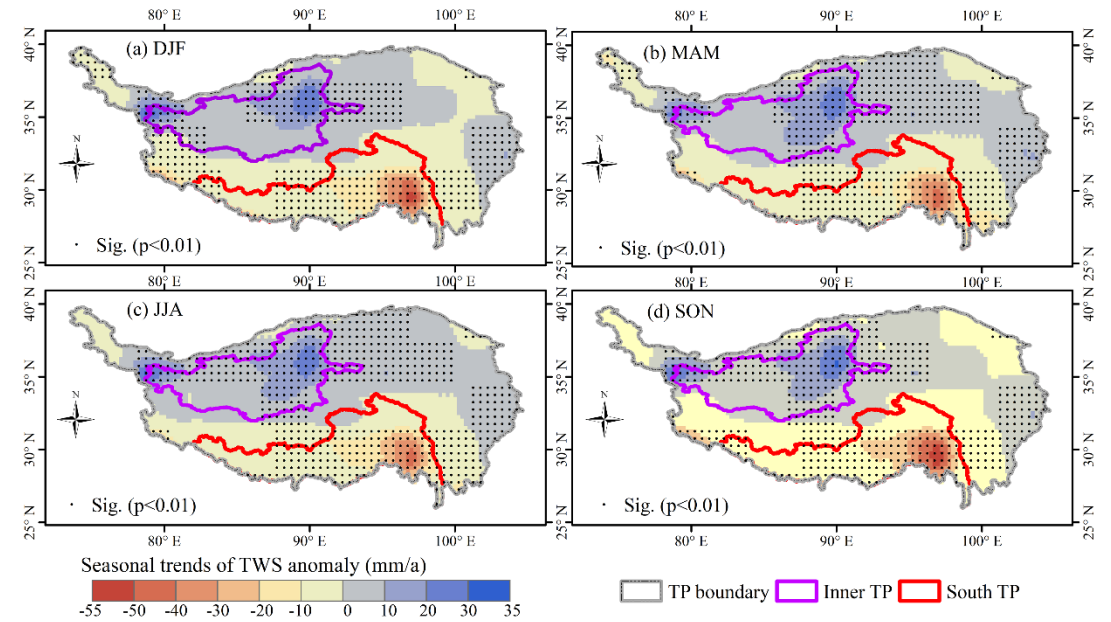 80° E 90° E 100° E 80° E 90° E 100° E
40° N 40° N
(a) DJF (b) MAM
35° N 35° N
N N
30° N 30° N
Sig. (p<0.01) Sig. (p<0.01)
25° N 25° N
80° E 90° E 100° E 80° E 90° E 100° E
40° N 40° N
(c) JJA (d) SON
35° N 35° N
N N
30° N 30° N
Sig. (p<0.01) Sig. (p<0.01)
25° N 25° N
80° E 90° E 100° E 80° E 90° E 100° E
Seasonal trends of TWS anomaly (mm/a)
TP boundary Inner TP South TP
-55 -50 -40 -30 -20 -10 0 10 20 30 35